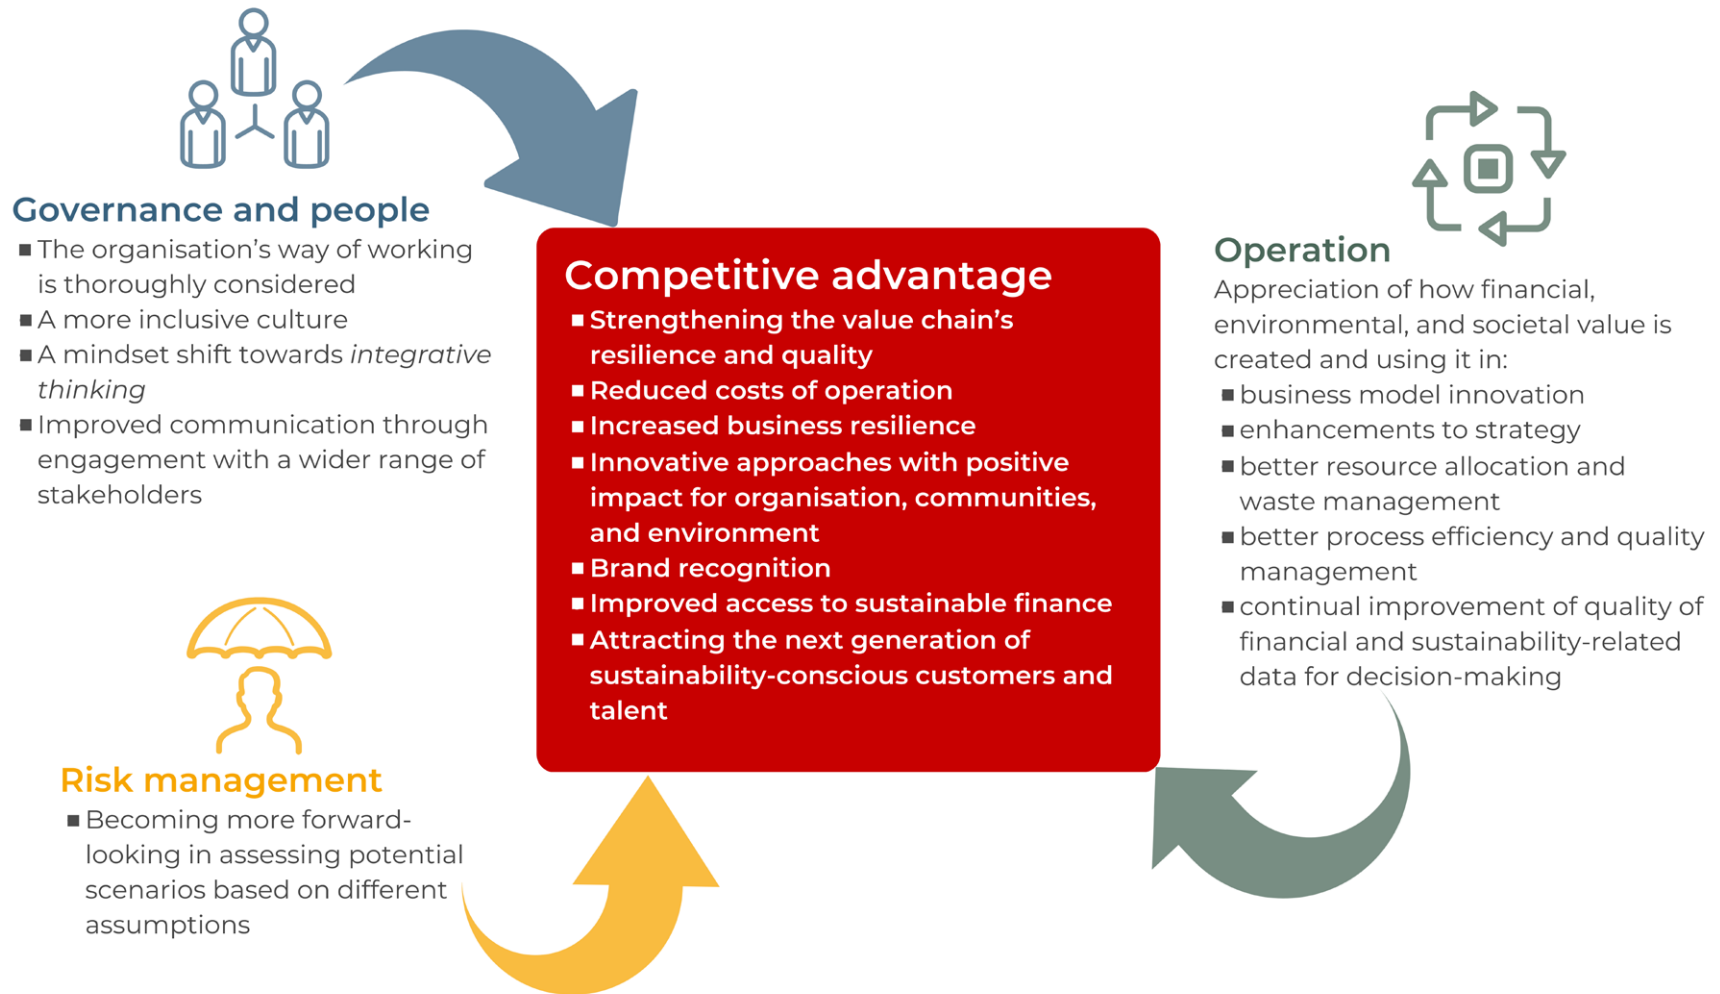 Governance and people
■ The organisation’s way of working
is thoroughly considered
■ A more inclusive culture
■ A mindset shift towards integrative
thinking
■ Improved communication through
engagement with a wider range of
stakeholders
Risk management
■ Becoming more forward-
looking in assessing potential
scenarios based on different
assumptions
Competitive advantage
■ Strengthening the value chain’s
resilience and quality
■ Reduced costs of operation
■ Increased business resilience
■ Innovative approaches with positive
impact for organisation, communities,
and environment
■ Brand recognition
■ Improved access to sustainable finance
■ Attracting the next generation of
sustainability-conscious customers and
talent
Operation
Appreciation of how financial,
environmental, and societal value is
created and using it in:
■ business model innovation
■ enhancements to strategy
■ better resource allocation and
waste management
■ better process efficiency and quality
management
■ continual improvement of quality of
financial and sustainability-related
data for decision-making